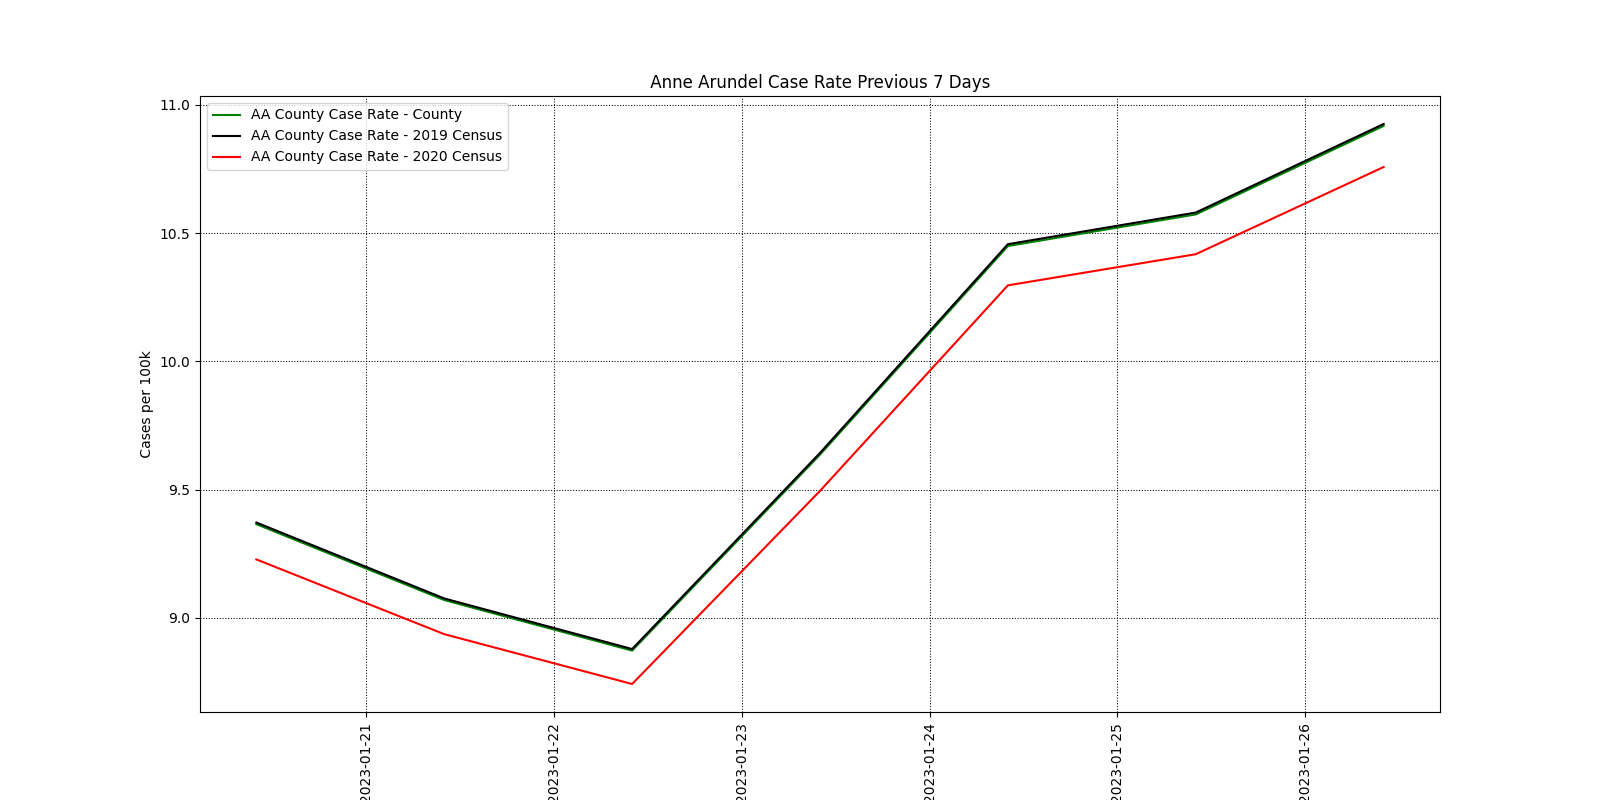 Anne Arundel Case Rate Previous 7 Days
AA County Case Rate - County
AA County Case Rate - 2019 Census
AA County Case Rate - 2020 Census
Cases per 100k
11.0
10.5
10.0
9.5
9.0
2023-01-21
2023-01-22
2023-01-23
2023-01-24
2023-01-25
2023-01-26